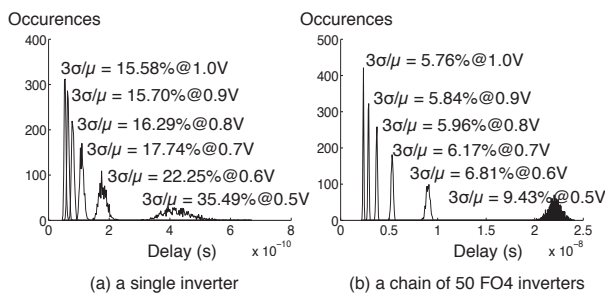 Occurences
400
300
200
100
0
3σ/μ = 15.58%@1.0V
3σ/μ = 15.70%@0.9V
3σ/μ = 16.29%@0.8V
3σ/μ = 17.74%@0.7V
3σ/μ = 22.25%@0.6V
3σ/μ = 35.49%@0.5V
0 2 4 6 8
Delay (s) x 10⁻¹⁰
(a) a single inverter
Occurences
500
400
300
200
100
0
3σ/μ = 5.76%@1.0V
3σ/μ = 5.84%@0.9V
3σ/μ = 5.96%@0.8V
3σ/μ = 6.17%@0.7V
3σ/μ = 6.81%@0.6V
3σ/μ = 9.43%@0.5V
0 0.5 1 1.5 2 2.5
Delay (s) x 10⁻⁸
(b) a chain of 50 FO4 inverters